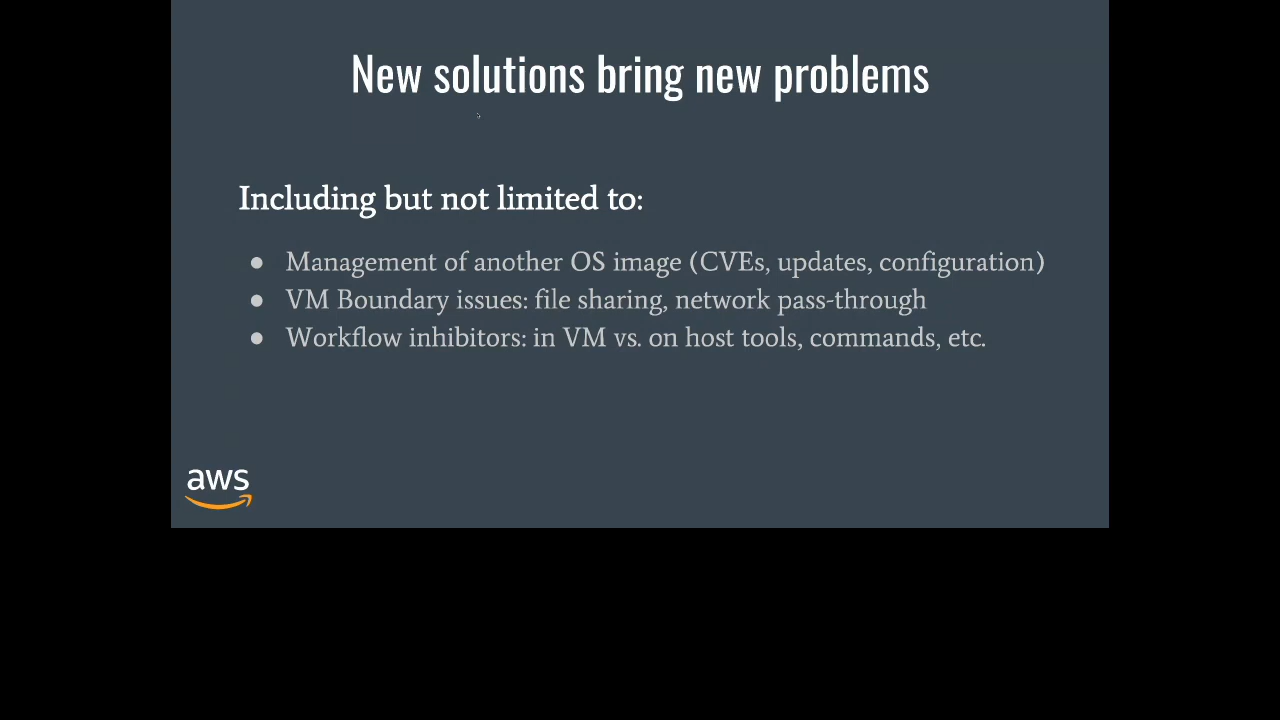 New solutions bring new problems
Including but not limited to:
● Management of another OS image (CVEs, updates, configuration)
● VM Boundary issues: file sharing, network pass-through
● Workflow inhibitors: in VM vs. on host tools, commands, etc.
aws